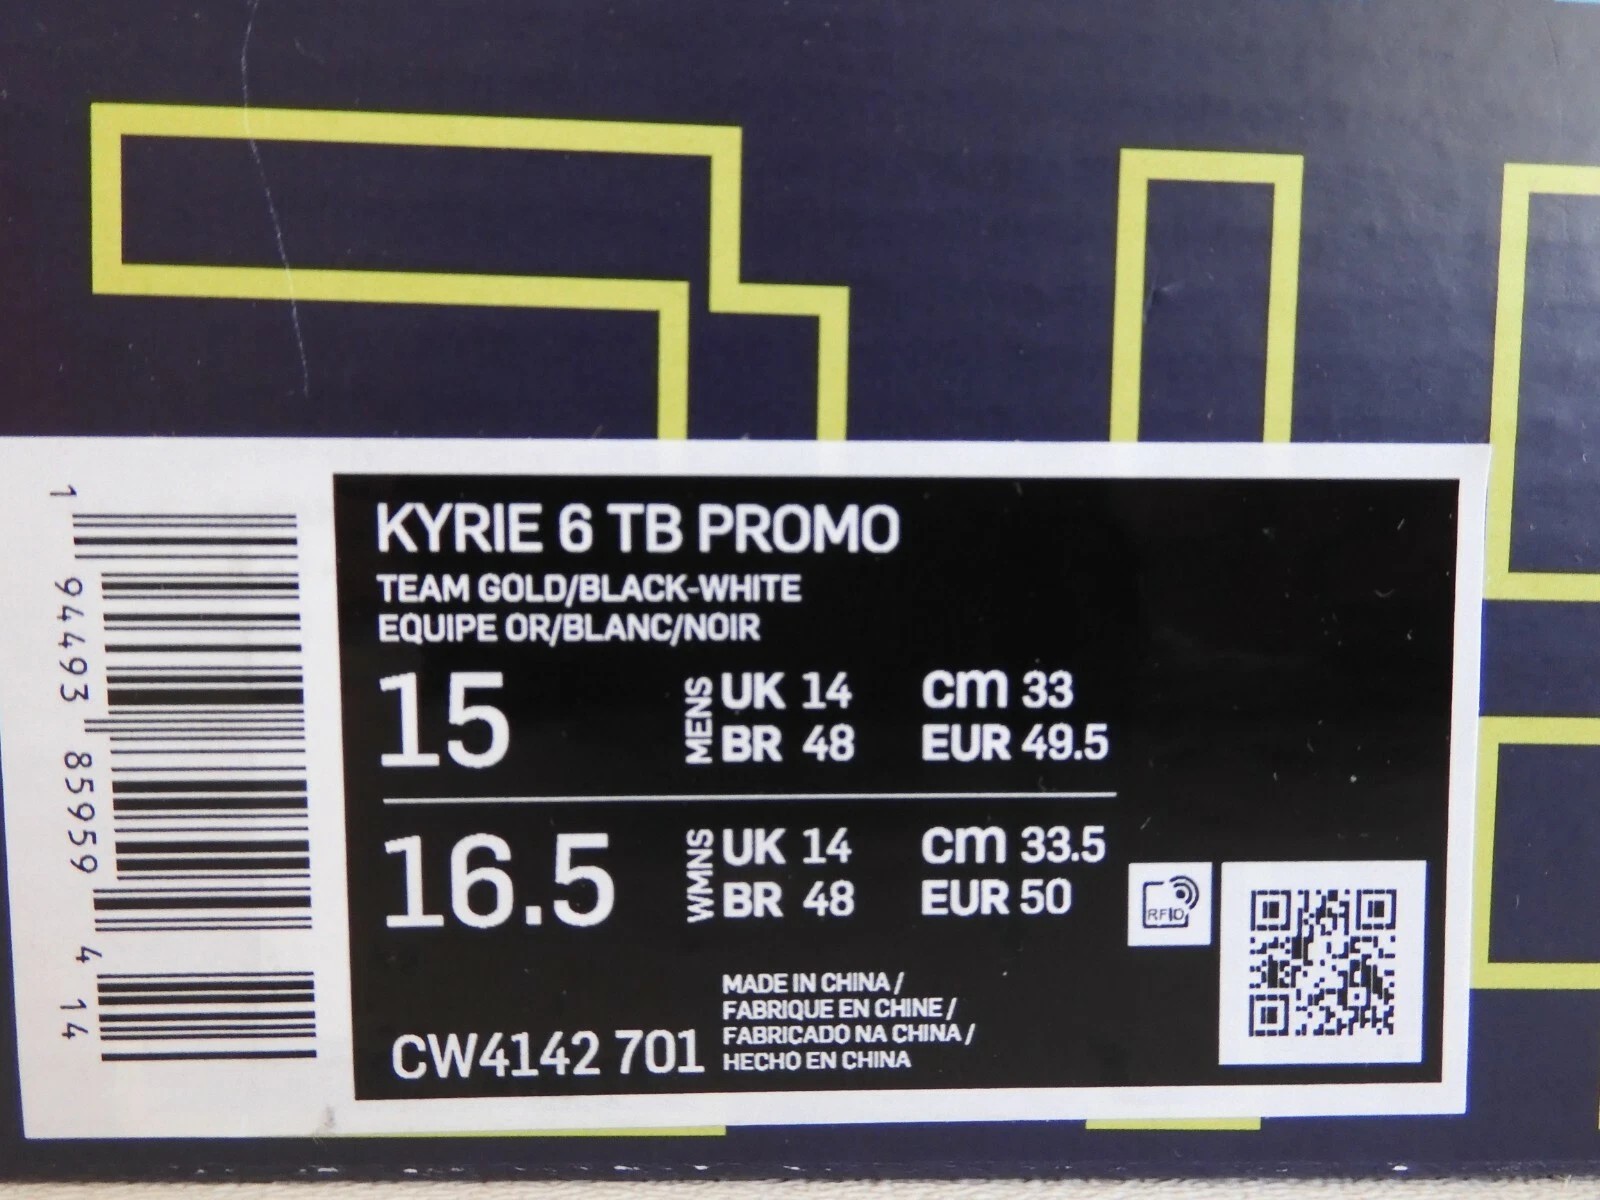 1 94493 85959 4 14
KYRIE 6 TB PROMO
TEAM GOLD/BLACK-WHITE
EQUIPE OR/BLANC/NOIR
15 MENS UK 14 cm 33
BR 48 EUR 49.5
16.5 WMNS UK 14 cm 33.5
BR 48 EUR 50
RFID
MADE IN CHINA /
FABRIQUE EN CHINE /
FABRICADO NA CHINA /
HECHO EN CHINA
CW4142 701